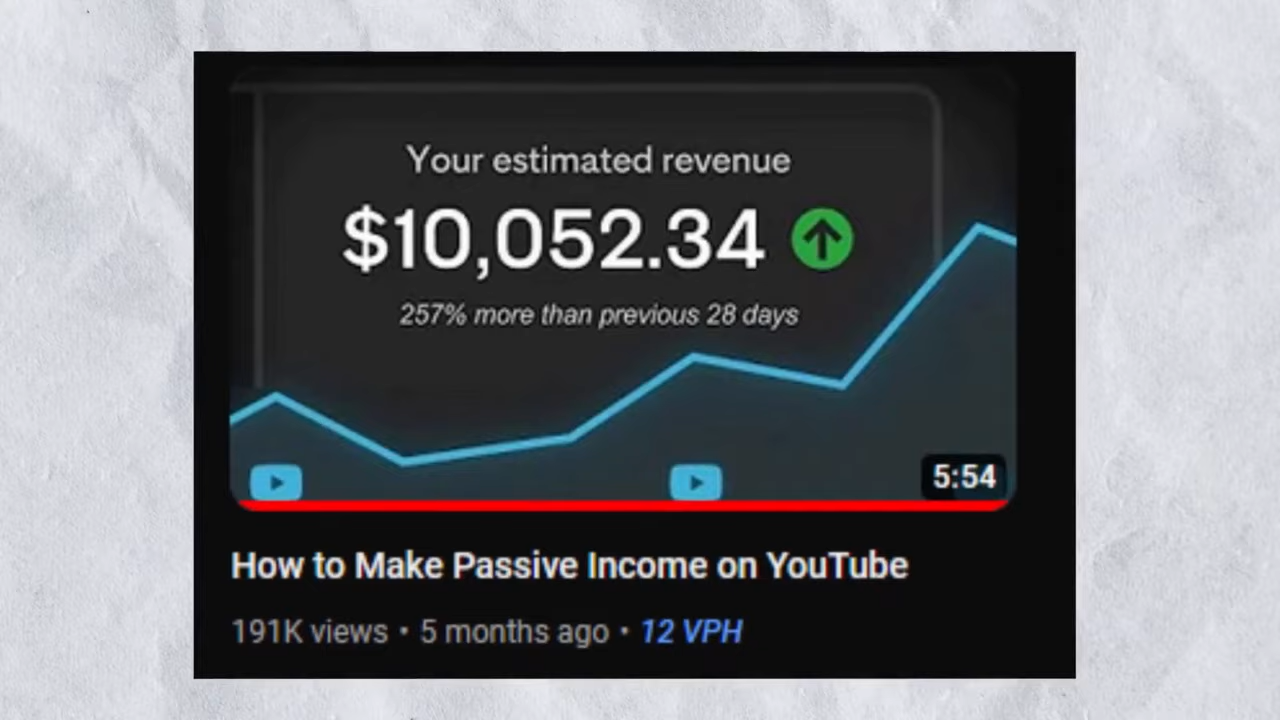 Your estimated revenue
$10,052.34
257% more than previous 28 days
5:54
How to Make Passive Income on YouTube
191K views • 5 months ago • 12 VPH